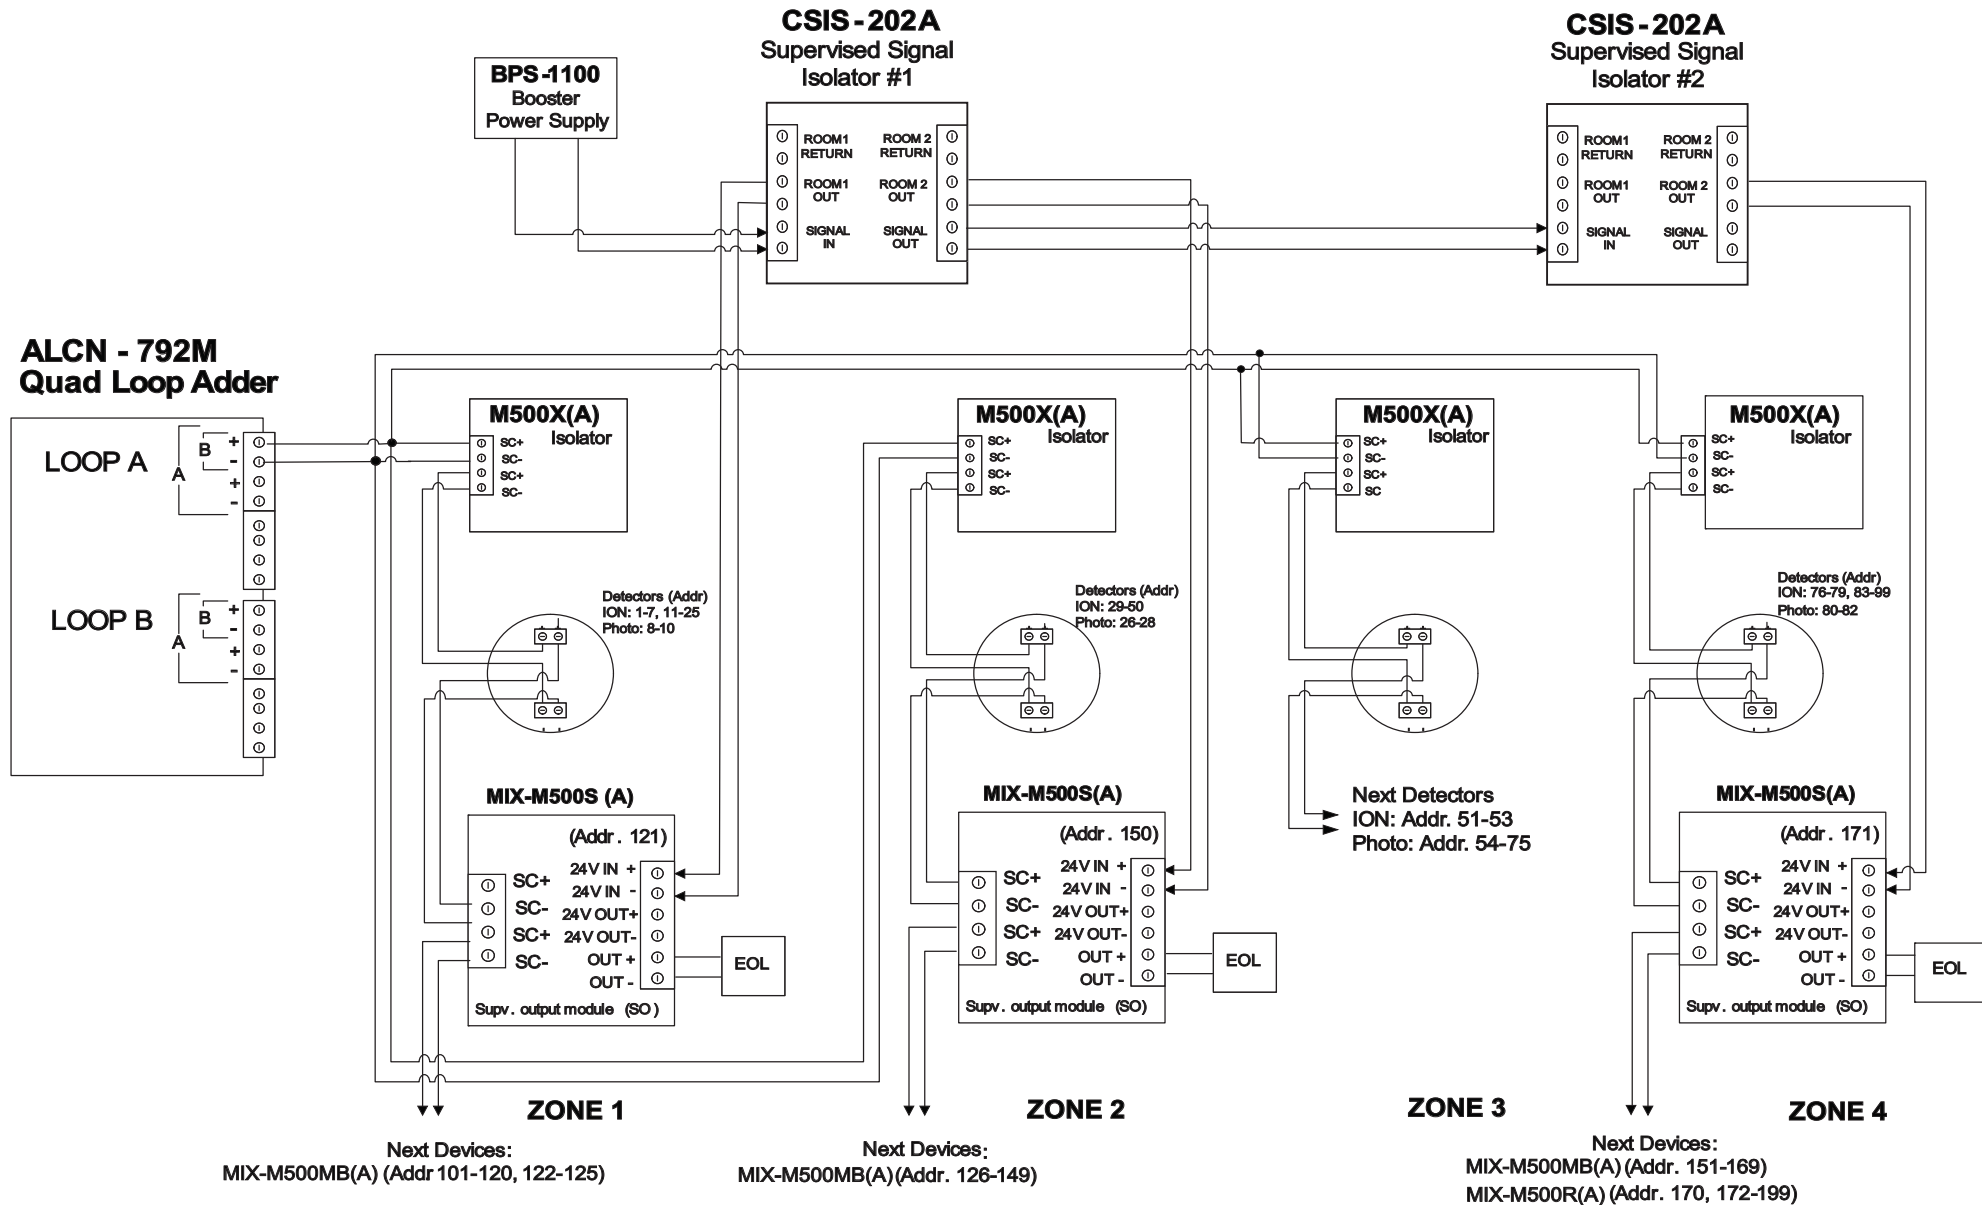 CSIS - 202A
Supervised Signal
Isolator #1
CSIS - 202A
Supervised Signal
Isolator #2
BPS-1100
Booster
Power Supply
ROOM1
RETURN
ROOM1
OUT
SIGNAL
IN
ROOM 2
RETURN
ROOM 2
OUT
SIGNAL
OUT
ROOM1
RETURN
ROOM1
OUT
SIGNAL
IN
ROOM 2
RETURN
ROOM 2
OUT
SIGNAL
OUT
ALCN - 792M
Quad Loop Adder
LOOP A
A
B
+
-
+
-
LOOP B
A
B
+
-
+
-
M500X(A)
Isolator
SC+
SC-
SC+
SC-
M500X(A)
Isolator
SC+
SC-
SC+
SC-
M500X(A)
Isolator
SC+
SC-
SC+
SC
M500X(A)
Isolator
SC+
SC-
SC+
SC-
Detectors (Addr)
ION: 1-7, 11-25
Photo: 8-10
Detectors (Addr)
ION: 29-50
Photo: 26-28
Detectors (Addr)
ION: 76-79, 83-99
Photo: 80-82
Next Detectors
ION: Addr. 51-53
Photo: Addr. 54-75
MIX-M500S (A)
(Addr. 121)
SC+
SC-
SC+
SC-
24V IN +
24V IN -
24V OUT+
24V OUT-
OUT +
OUT -
Supv. output module (SO)
EOL
MIX-M500S(A)
(Addr. 150)
SC+
SC-
SC+
SC-
24V IN +
24V IN -
24V OUT+
24V OUT-
OUT +
OUT -
Supv. output module (SO)
EOL
MIX-M500S(A)
(Addr. 171)
SC+
SC-
SC+
SC-
24V IN +
24V IN -
24V OUT+
24V OUT-
OUT +
OUT -
Supv. output module (SO)
EOL
ZONE 1
ZONE 2
ZONE 3
ZONE 4
Next Devices:
MIX-M500MB(A) (Addr 101-120, 122-125)
Next Devices:
MIX-M500MB(A) (Addr. 126-149)
Next Devices:
MIX-M500MB(A) (Addr. 151-169)
MIX-M500R(A) (Addr. 170, 172-199)